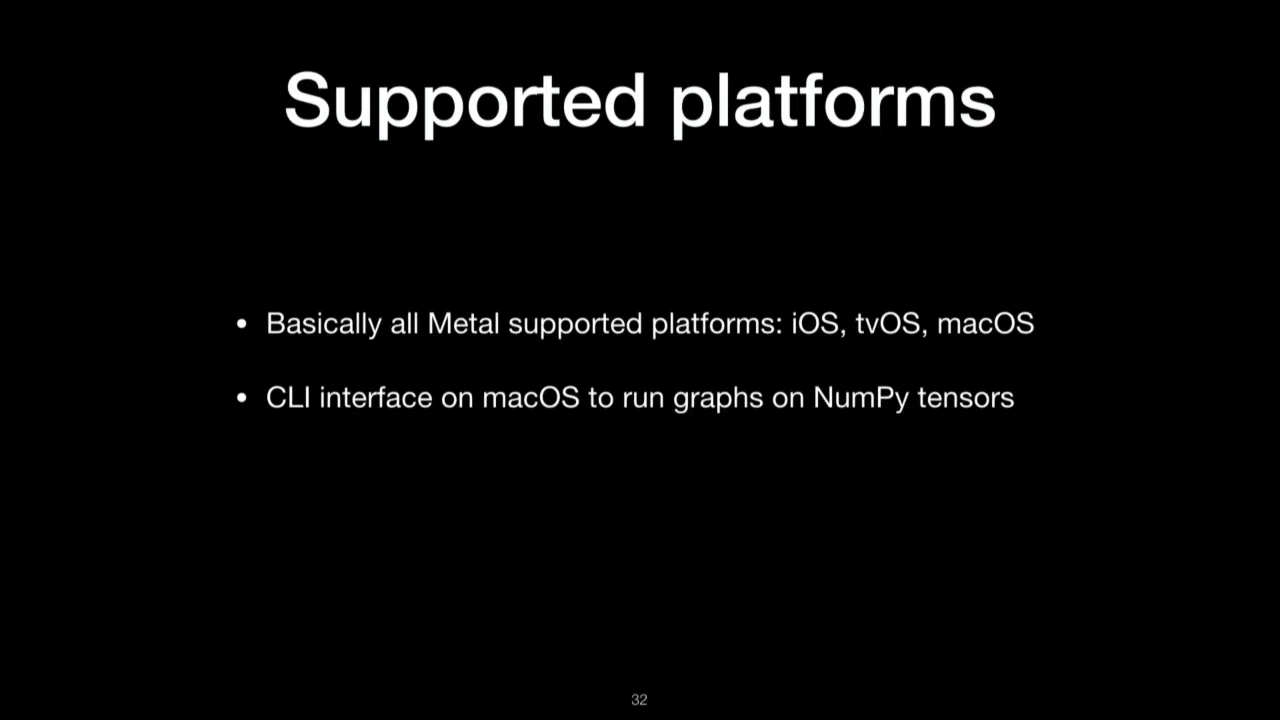 Supported platforms
• Basically all Metal supported platforms: iOS, tvOS, macOS
• CLI interface on macOS to run graphs on NumPy tensors
32